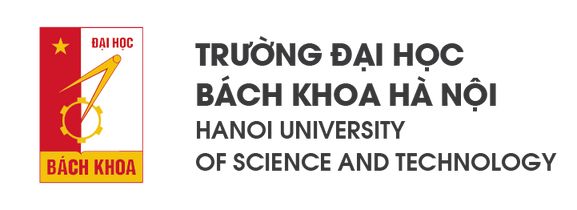 ĐẠI HỌC
BÁCH KHOA
TRƯỜNG ĐẠI HỌC
BÁCH KHOA HÀ NỘI
HANOI UNIVERSITY
OF SCIENCE AND TECHNOLOGY